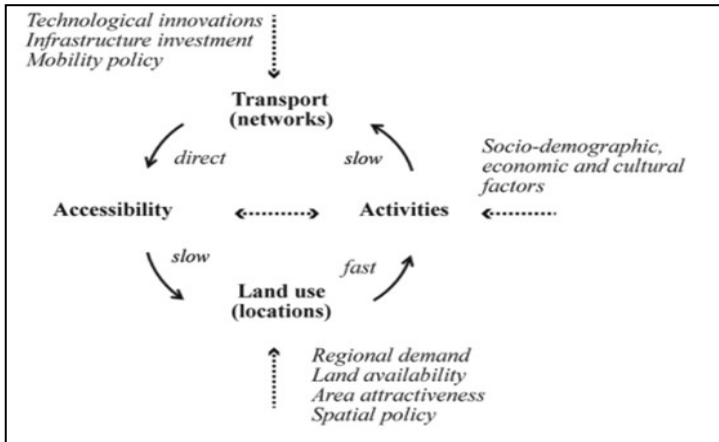 Technological innovations
Infrastructure investment
Mobility policy
Transport
(networks)
direct
slow
Socio-demographic,
economic and cultural
factors
Accessibility
Activities
slow
fast
Land use
(locations)
Regional demand
Land availability
Area attractiveness
Spatial policy